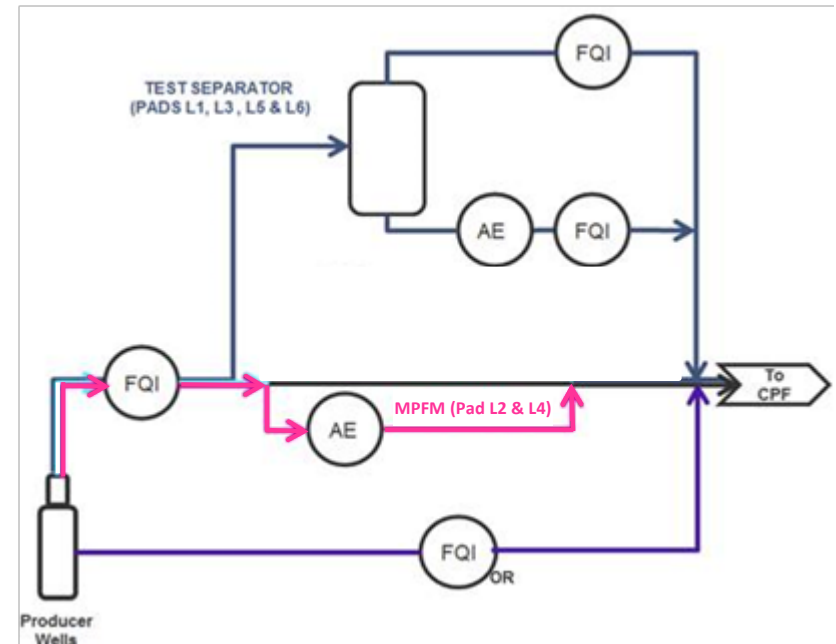 FQI
TEST SEPARATOR
(PADS L1, L3 , L5 & L6)
AE
FQI
FQI
To
CPF
MPFM (Pad L2 & L4)
AE
FQI
OR
Producer
Wells